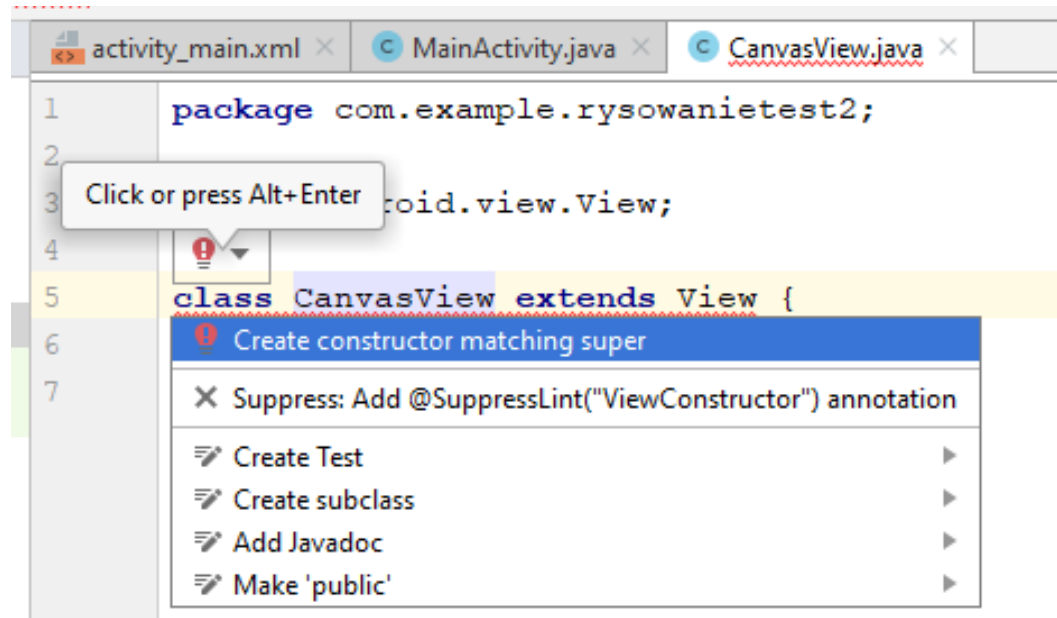 activity_main.xml MainActivity.java CanvasView.java
1 package com.example.rysowanietest2;
2
Click or press Alt+Enter
3 roid.view.View;
4
5 class CanvasView extends View {
6 Create constructor matching super
7 Suppress: Add @SuppressLint("ViewConstructor") annotation
Create Test
Create subclass
Add Javadoc
Make 'public'